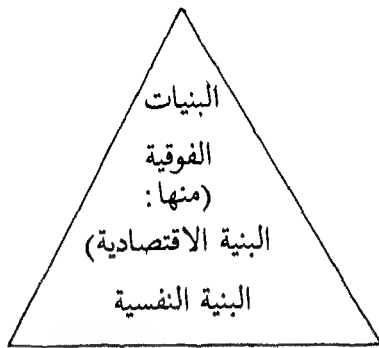 البنيات
الفوقية
(منها:
البنية الاقتصادية)
البنية النفسية